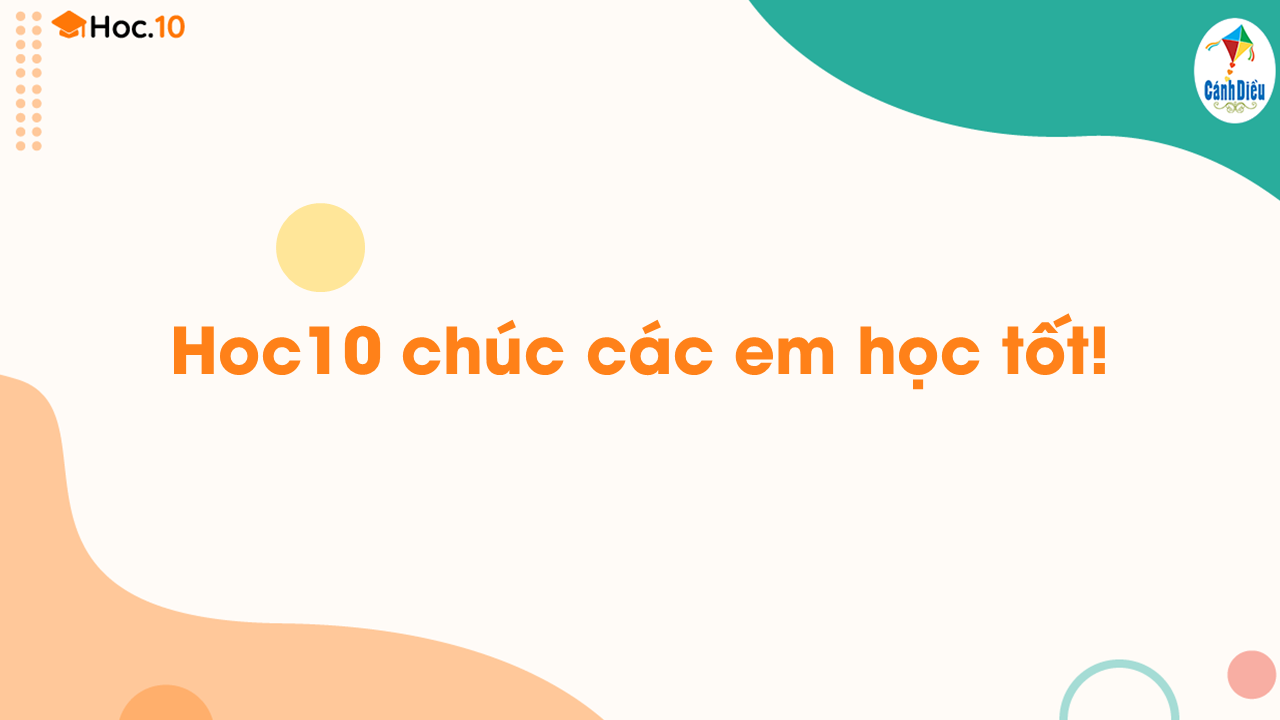 Hoc.10
Cánh Diều
Hoc10 chúc các em học tốt!